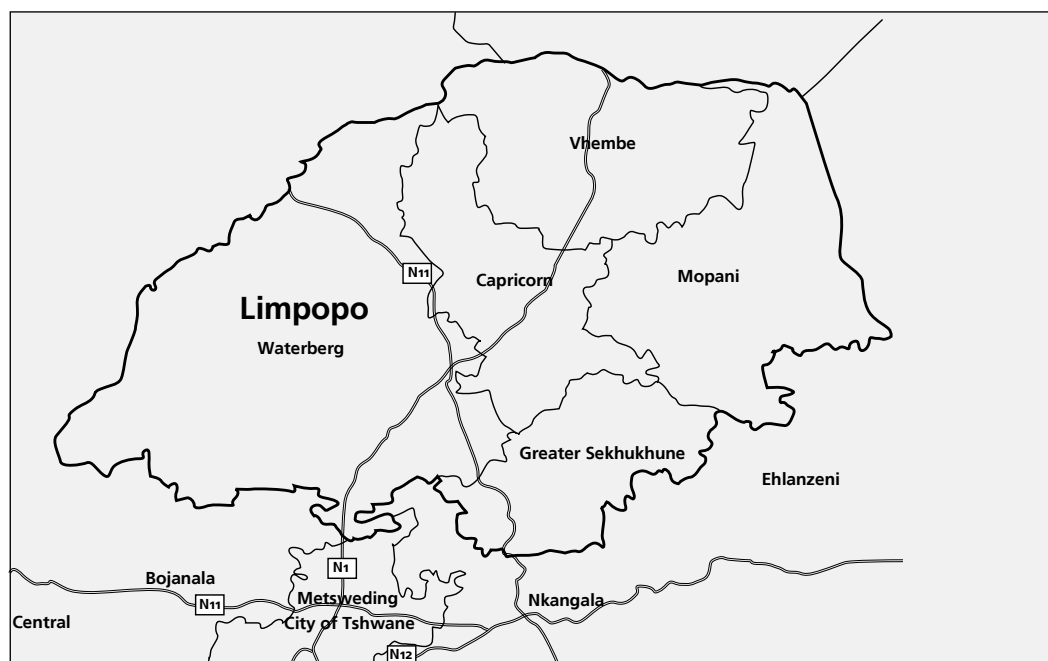 Vhembe
N11
Capricorn
Mopani
Limpopo
Waterberg
Greater Sekhukhune
Ehlanzeni
N1
Bojanala
N11
Metsweding
Nkangala
Central
City of Tshwane
N12